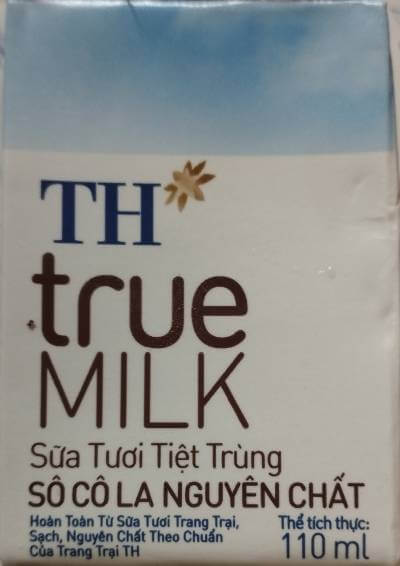 TH
true
MILK
Sữa Tươi Tiệt Trùng
SÔ CÔ LA NGUYÊN CHẤT
Hoàn Toàn Từ Sữa Tươi Trang Trại,
Sạch, Nguyên Chất Theo Chuẩn
Của Trang Trại TH
Thể tích thực:
110 ml